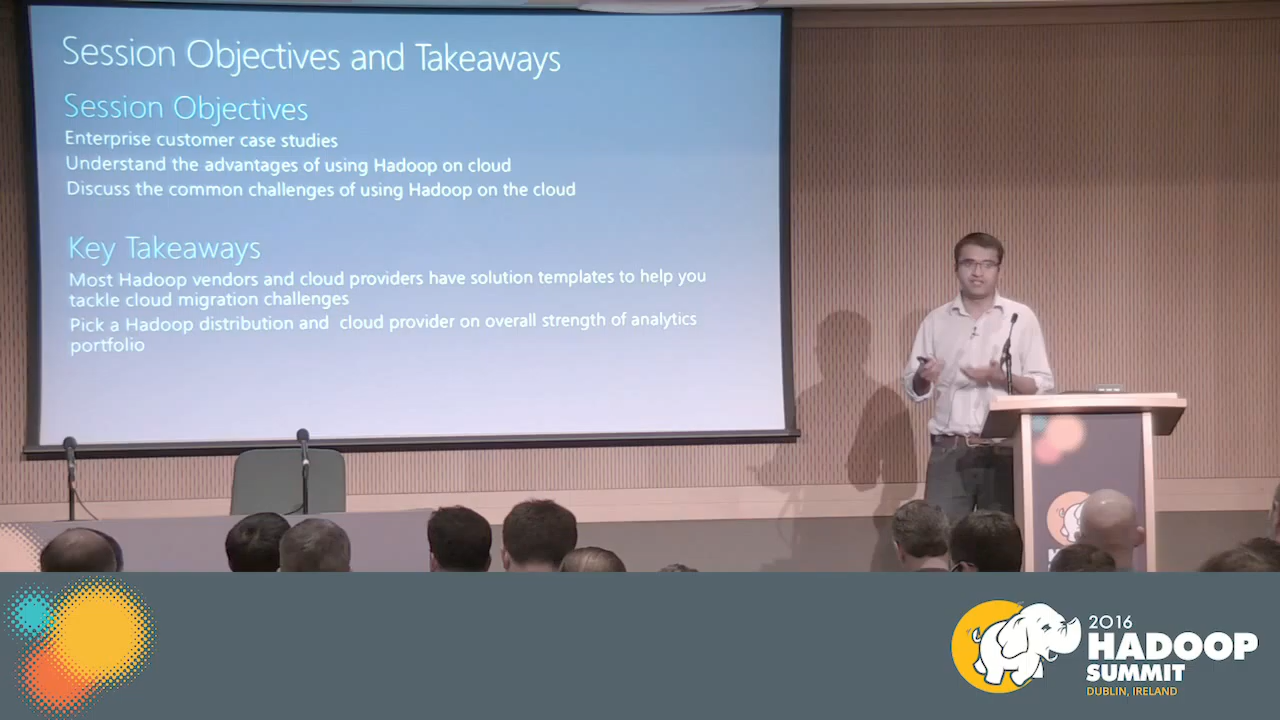 Session Objectives and Takeaways
Session Objectives
Enterprise customer case studies
Understand the advantages of using Hadoop on cloud
Discuss the common challenges of using Hadoop on the cloud
Key Takeaways
Most Hadoop vendors and cloud providers have solution templates to help you
tackle cloud migration challenges
Pick a Hadoop distribution and cloud provider on overall strength of analytics
portfolio
2016
HADOOP
SUMMIT
DUBLIN, IRELAND